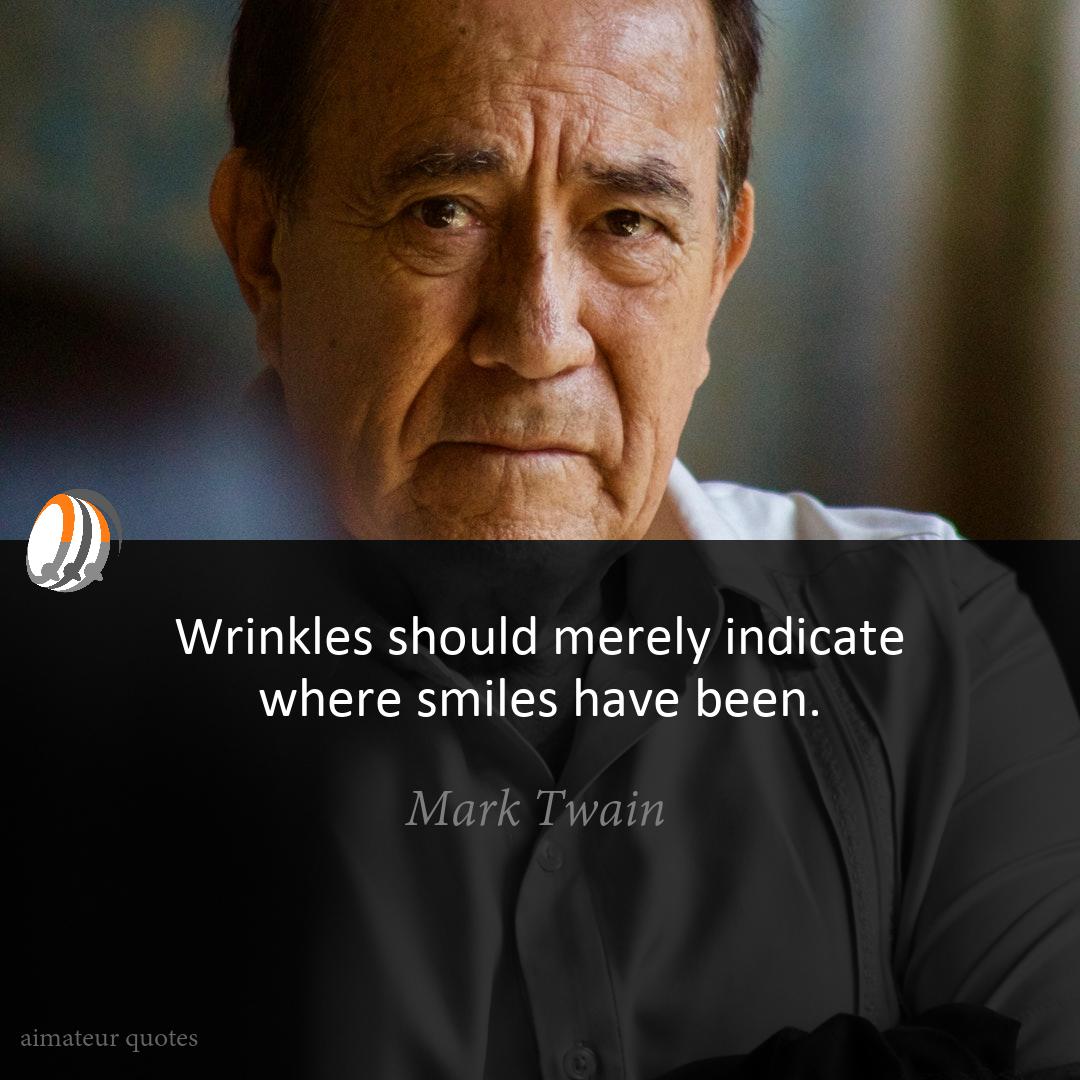 Wrinkles should merely indicate
where smiles have been.
Mark Twain
aimateur quotes